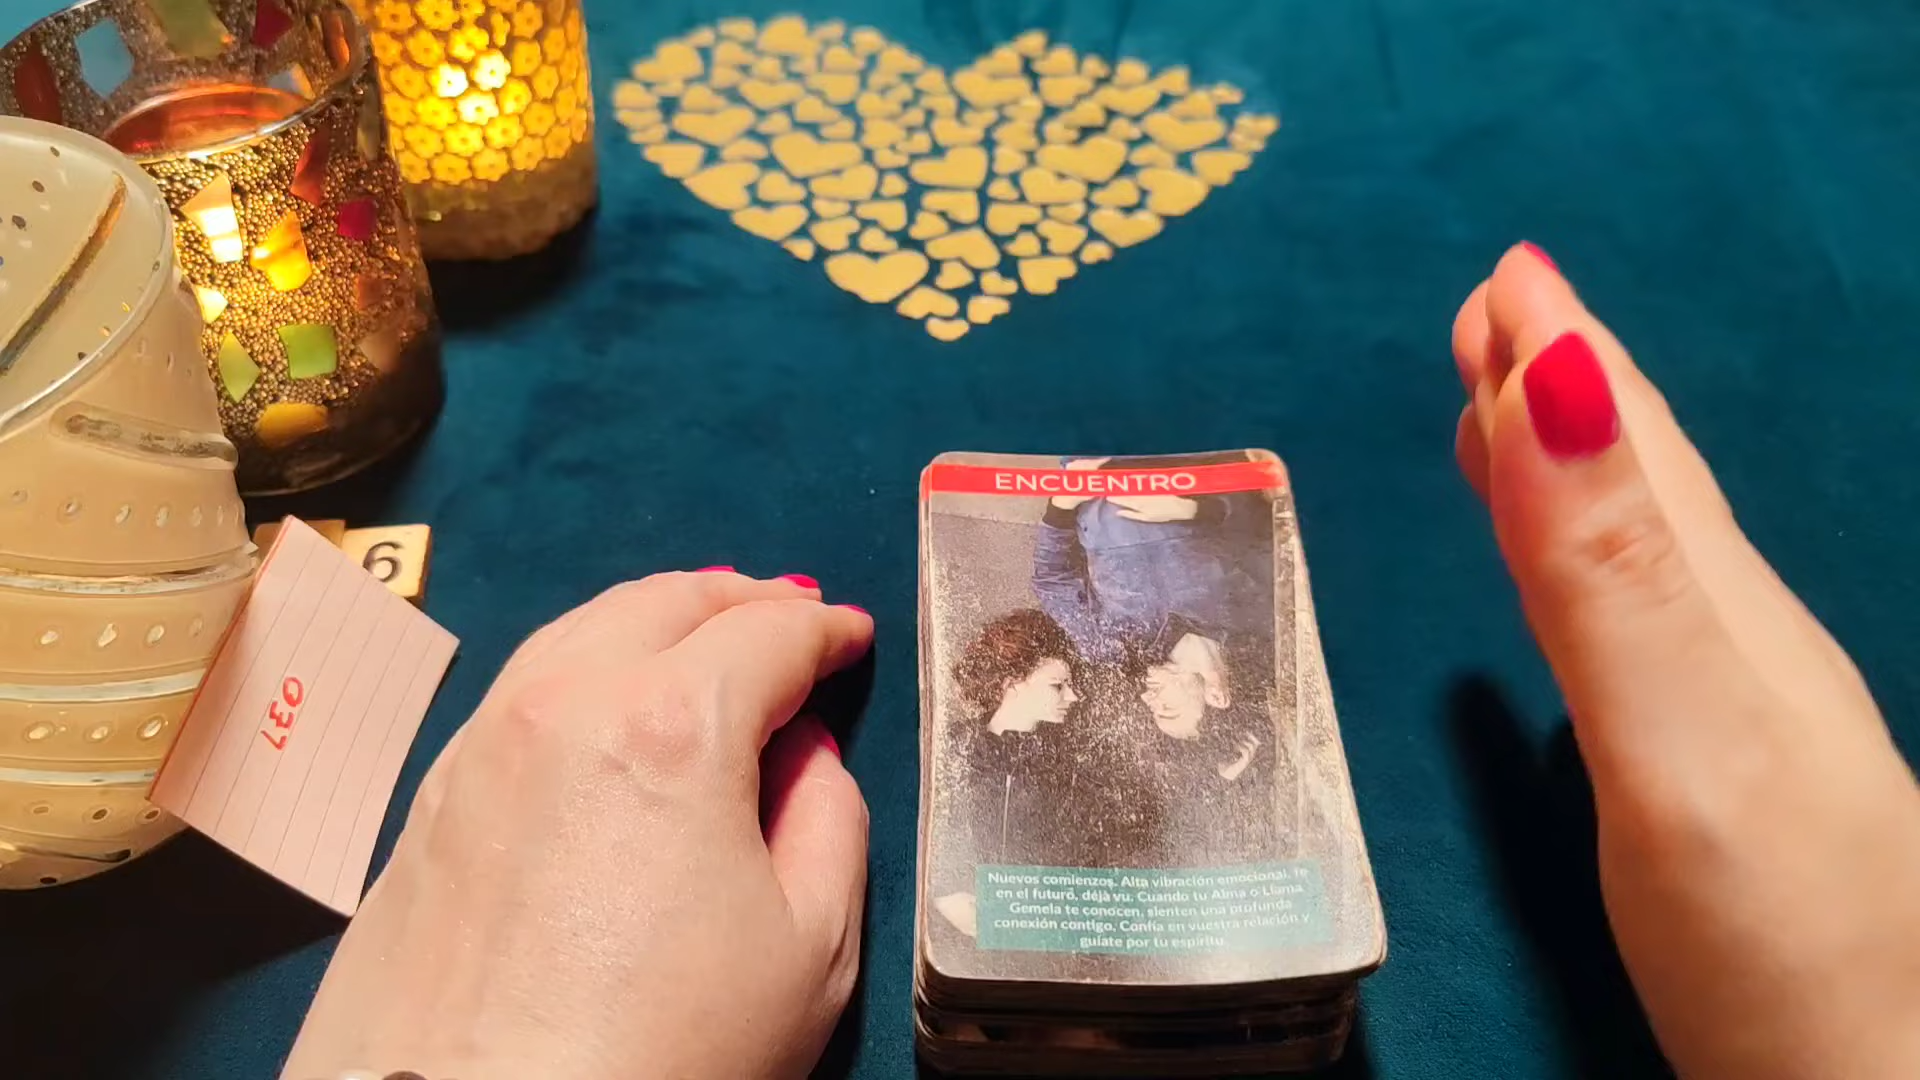 ENCUENTRO
6
LEO
Nuevos comienzos. Alta vibración emocional, fe
en el futuro, déjà vu. Cuando tu Alma o Llama
Gemela te conocen, sienten una profunda
conexión contigo. Confía en vuestra relación y
guíate por tu espíritu.